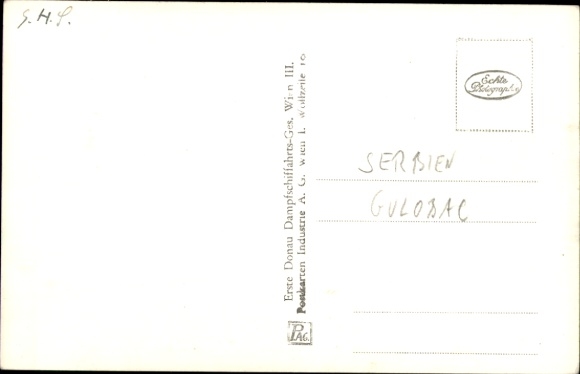 G. H. S.
Erste Donau Dampfschiffahrts-Ges. Wien III.
Postkarten Industrie A. G. Wien I. Wollzeile 10
PAG.
Echte
Photographie
SERBIEN
GULOBAC